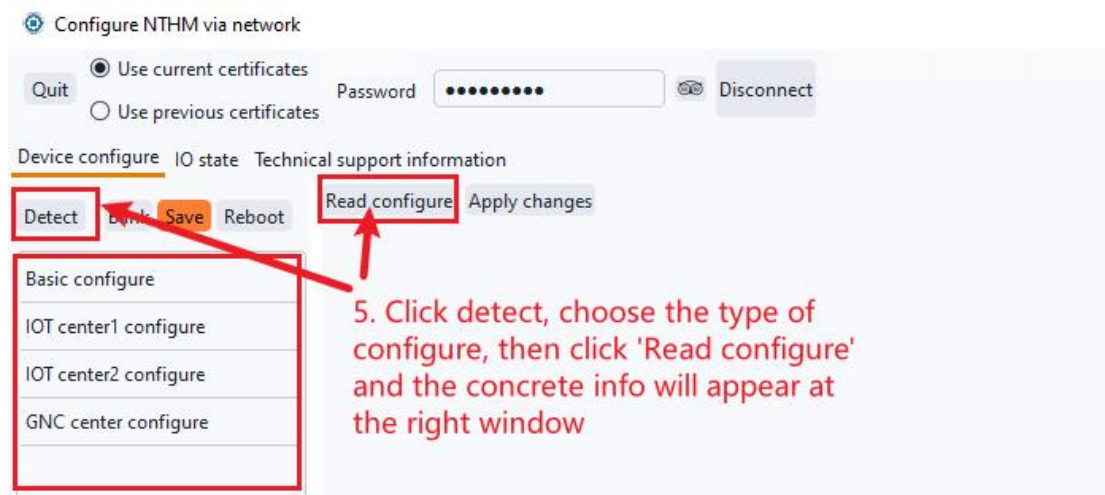 Configure NTHM via network
Use current certificates
Quit
Password
Disconnect
Use previous certificates
Device configure IO state Technical support information
Detect Save Reboot
Read configure Apply changes
Basic configure
IOT center1 configure
IOT center2 configure
GNC center configure
5. Click detect, choose the type of
configure, then click 'Read configure'
and the concrete info will appear at
the right window